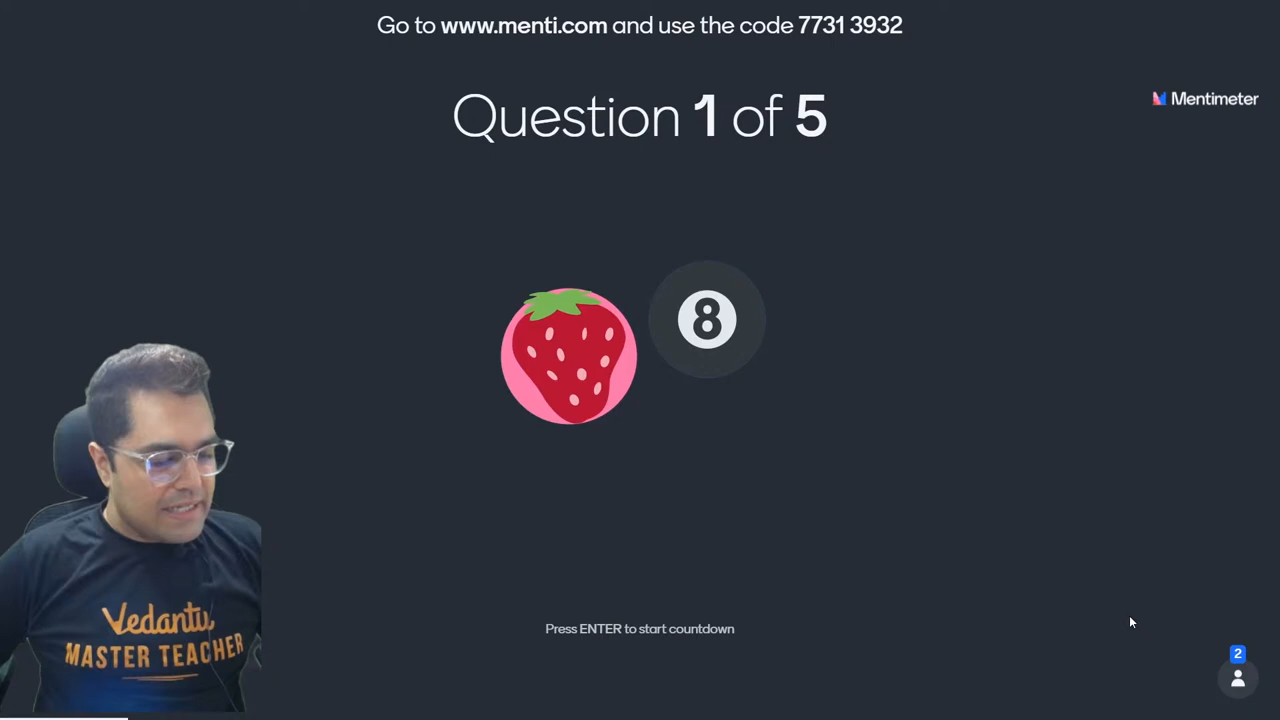 Go to www.menti.com and use the code 7731 3932
Mentimeter
Question 1 of 5
8
Vedantu
MASTER TEACHER
Press ENTER to start countdown
2